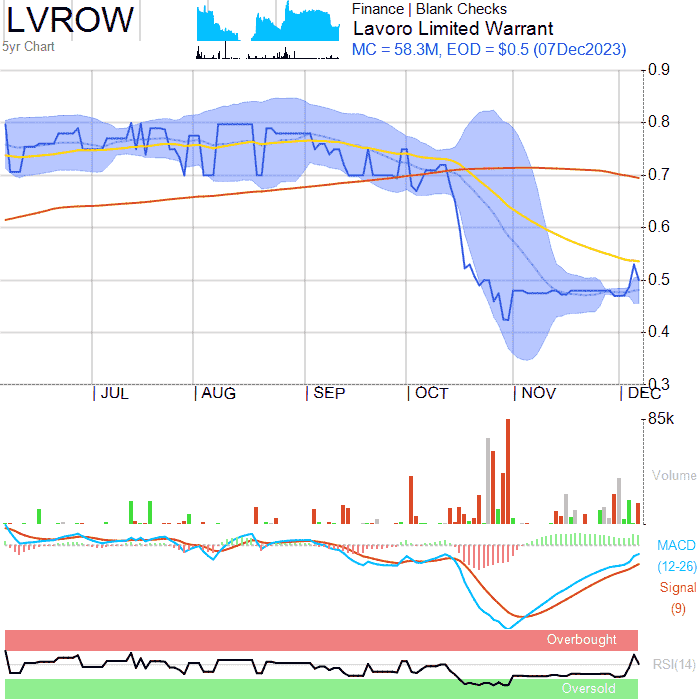 LVROW
5yr Chart
Finance | Blank Checks
Lavoro Limited Warrant
MC = 58.3M, EOD = $0.5 (07Dec2023)
0.9
0.8
0.7
0.6
0.5
0.4
0.3
JUL AUG SEP OCT NOV DEC
85k
Volume
MACD
(12-26)
Signal
(9)
Overbought
RSI(14)
Oversold